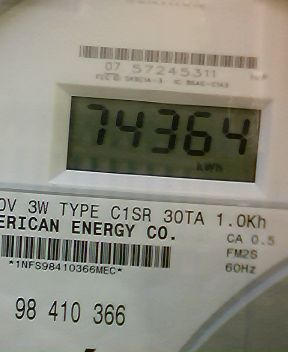 07 57245311
74364
kWh
0V 3W TYPE C1SR 30TA 1.0Kh
ERICAN ENERGY CO.
CA 0.5
FM2S
*1NFS98410366MEC*
60Hz
98 410 366